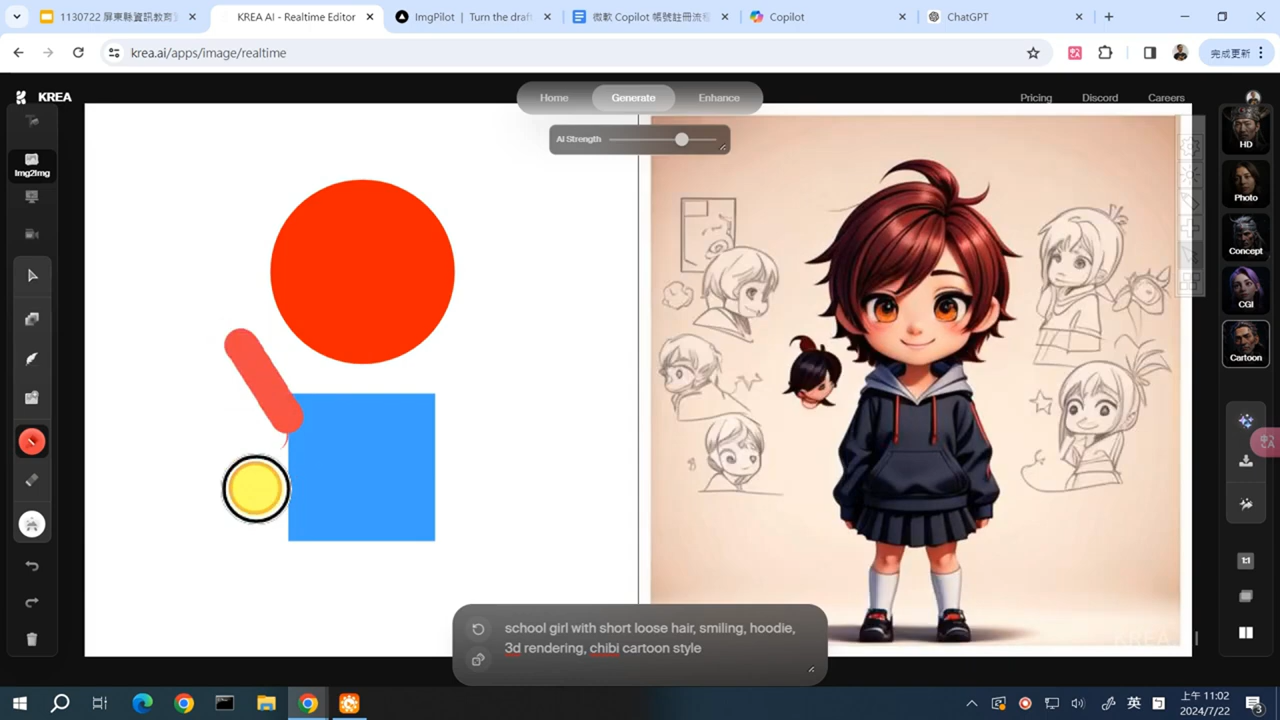 1130722 屏東縣資訊教育
KREA AI - Realtime Editor
ImgPilot | Turn the draft
微軟 Copilot 帳號註冊流程
Copilot
ChatGPT
krea.ai/apps/image/realtime
完成更新
KREA
Home
Generate
Enhance
Pricing
Discord
Careers
AI Strength
Img2Img
HD
Photo
Concept
CGI
Cartoon
1:1
school girl with short loose hair, smiling, hoodie,
3d rendering, chibi cartoon style
英
上午 11:02
2024/7/22
3